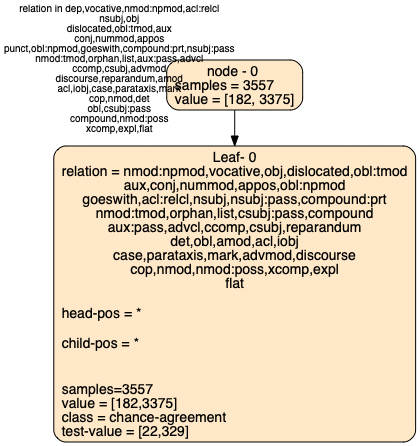 relation in dep,vocative,nmod:npmod,acl:relcl
nsubj,obj
dislocated,obl:tmod,aux
conj,nummod,appos
punct,obl:npmod,goeswith,compound:prt,nsubj:pass
nmod:tmod,orphan,list,aux:pass,advcl
ccomp,csubj,advmod
discourse,reparandum,amod
acl,iobj,case,parataxis,mark
cop,nmod,det
obl,csubj:pass
compound,nmod:poss
xcomp,expl,flat
node - 0
samples = 3557
value = [182, 3375]
Leaf- 0
relation = nmod:npmod,vocative,obj,dislocated,obl:tmod
aux,conj,nummod,appos,obl:npmod
goeswith,acl:relcl,nsubj,nsubj:pass,compound:prt
nmod:tmod,orphan,list,csubj:pass,compound
aux:pass,advcl,ccomp,csubj,reparandum
det,obl,amod,acl,iobj
case,parataxis,mark,advmod,discourse
cop,nmod,nmod:poss,xcomp,expl
flat
head-pos = *
child-pos = *
samples=3557
value = [182,3375]
class = chance-agreement
test-value = [22,329]